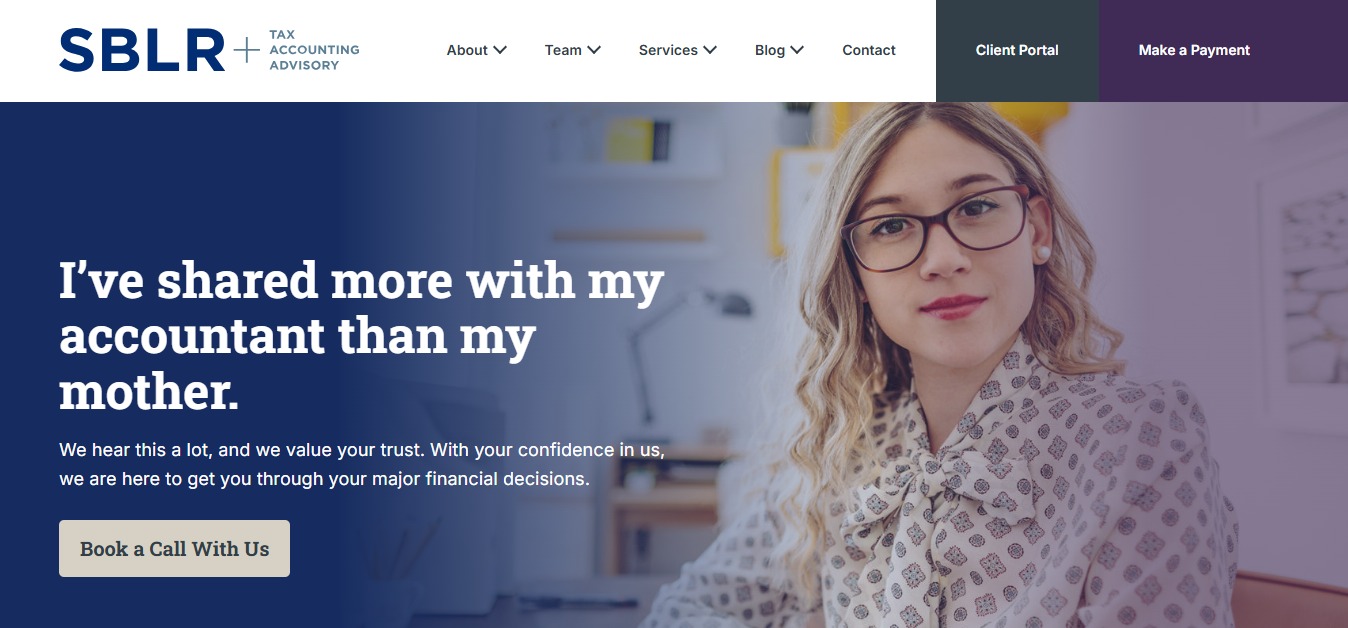 SBLR
TAX
ACCOUNTING
ADVISORY
About
Team
Services
Blog
Contact
Client Portal
Make a Payment
I’ve shared more with my
accountant than my
mother.
We hear this a lot, and we value your trust. With your confidence in us,
we are here to get you through your major financial decisions.
Book a Call With Us